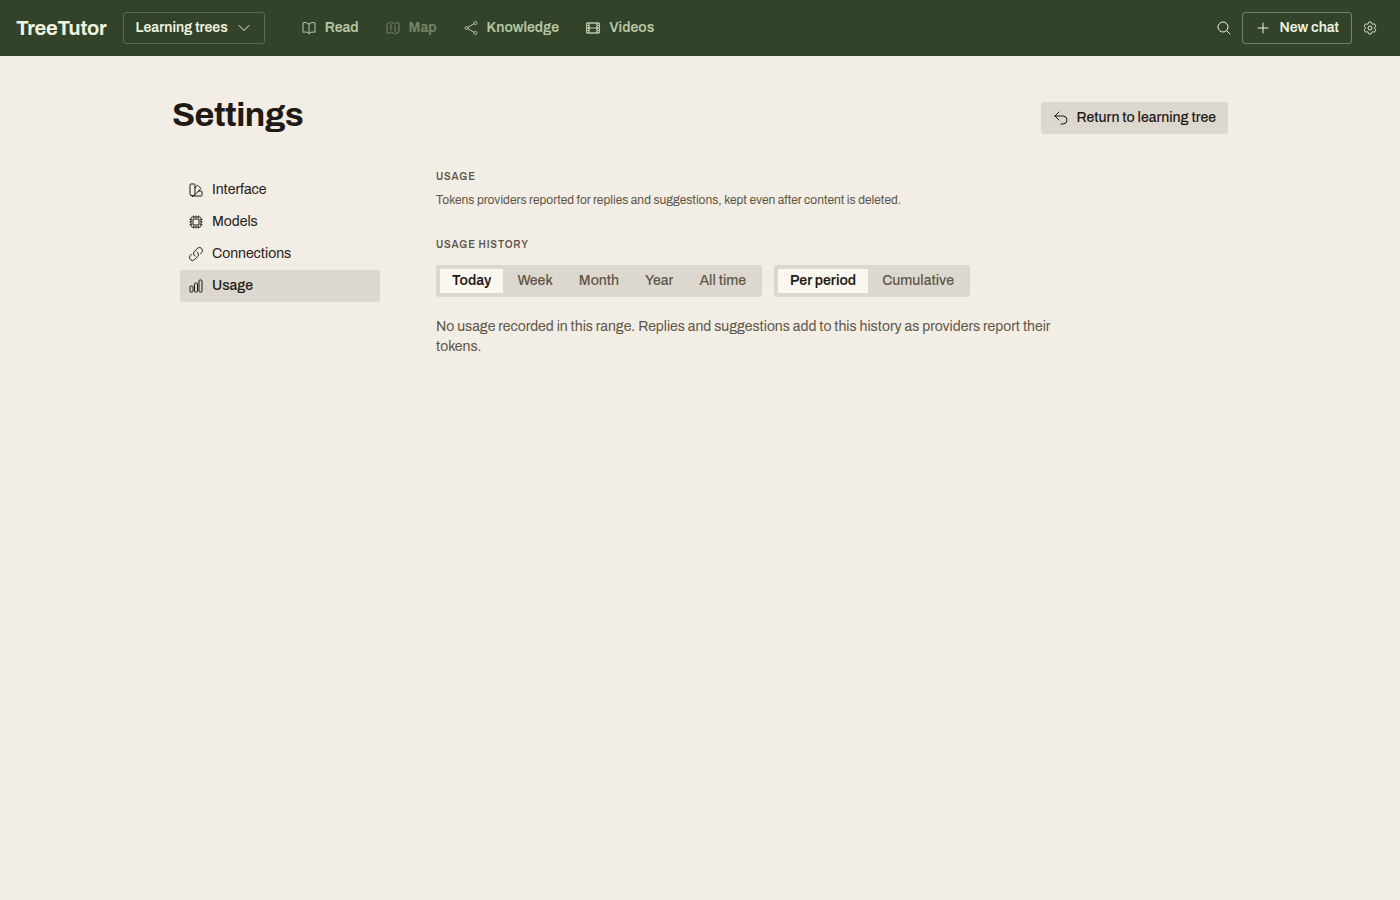 TreeTutor
Learning trees
Read
Map
Knowledge
Videos
New chat
Settings
Return to learning tree
Interface
Models
Connections
Usage
USAGE
Tokens providers reported for replies and suggestions, kept even after content is deleted.
USAGE HISTORY
Today Week Month Year All time
Per period Cumulative
No usage recorded in this range. Replies and suggestions add to this history as providers report their
tokens.